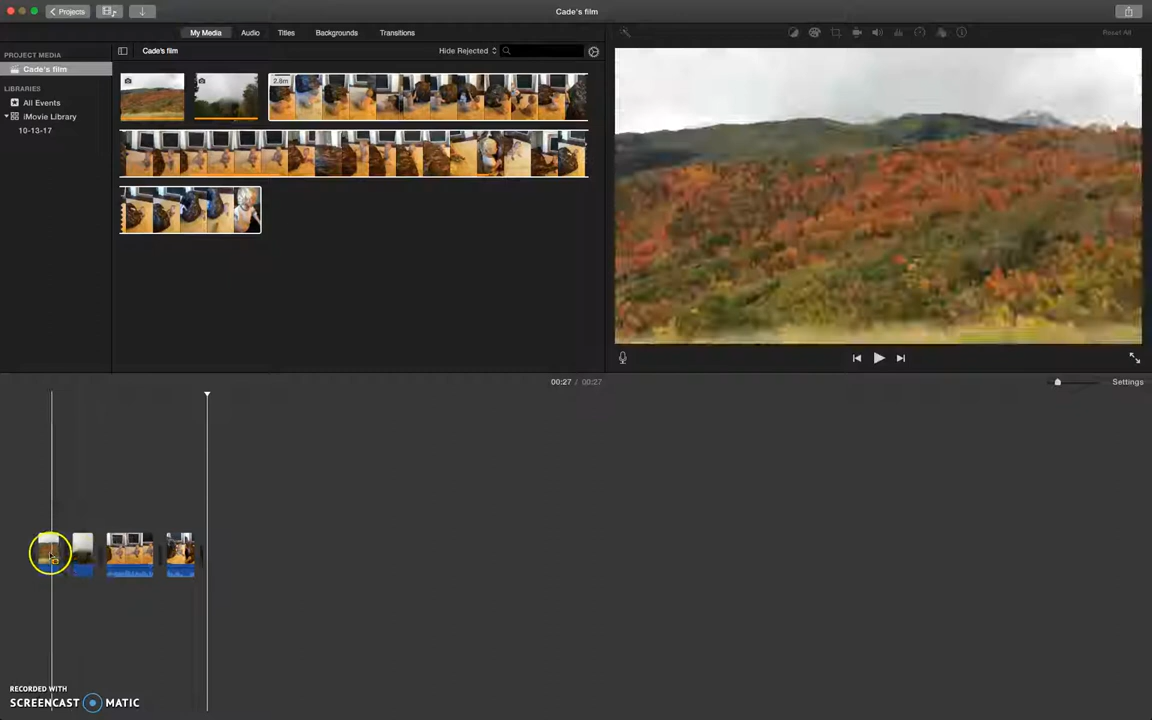 Projects
Cade's film
My Media
Audio
Titles
Backgrounds
Transitions
Reset All
PROJECT MEDIA
Cade's film
LIBRARIES
All Events
iMovie Library
10-13-17
Cade's film
Hide Rejected
2.8m
00:27 / 00:27
Settings
RECORDED WITH
SCREENCAST MATIC